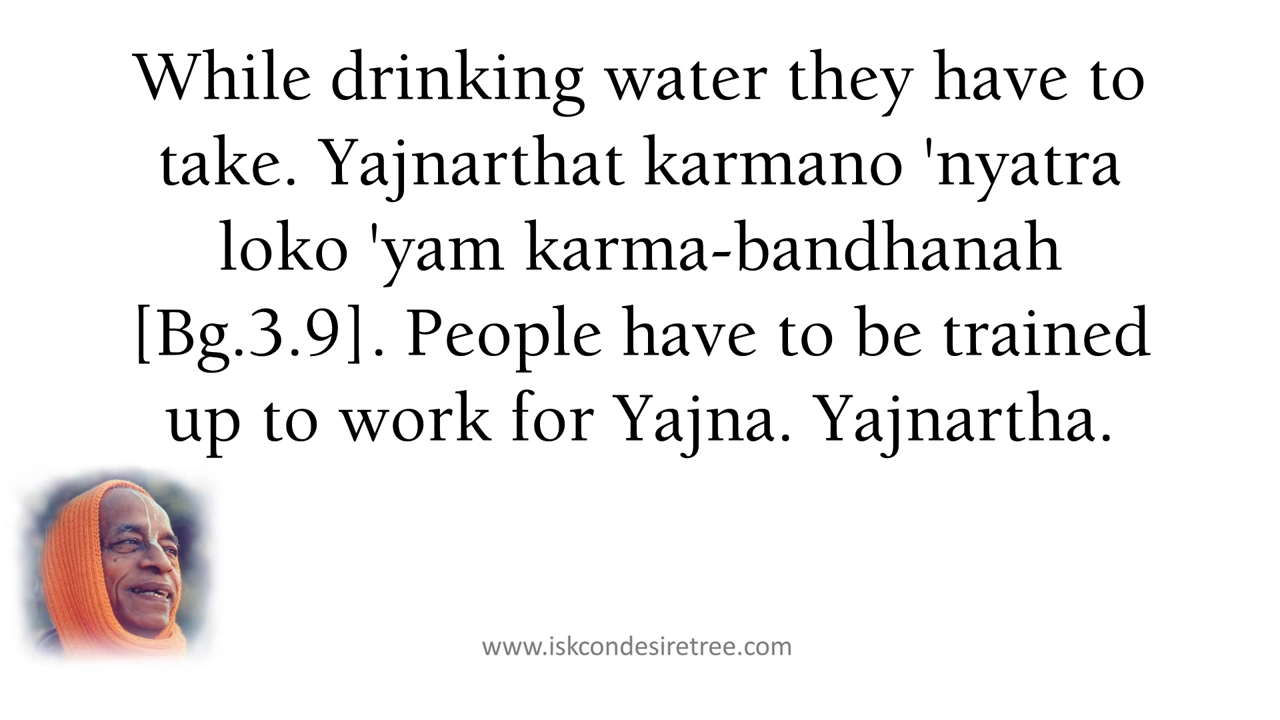 While drinking water they have to
take. Yajnarthat karmano 'nyatra
loko 'yam karma-bandhanah
[Bg.3.9]. People have to be trained
up to work for Yajna. Yajnartha.
www.iskcondesiretree.com